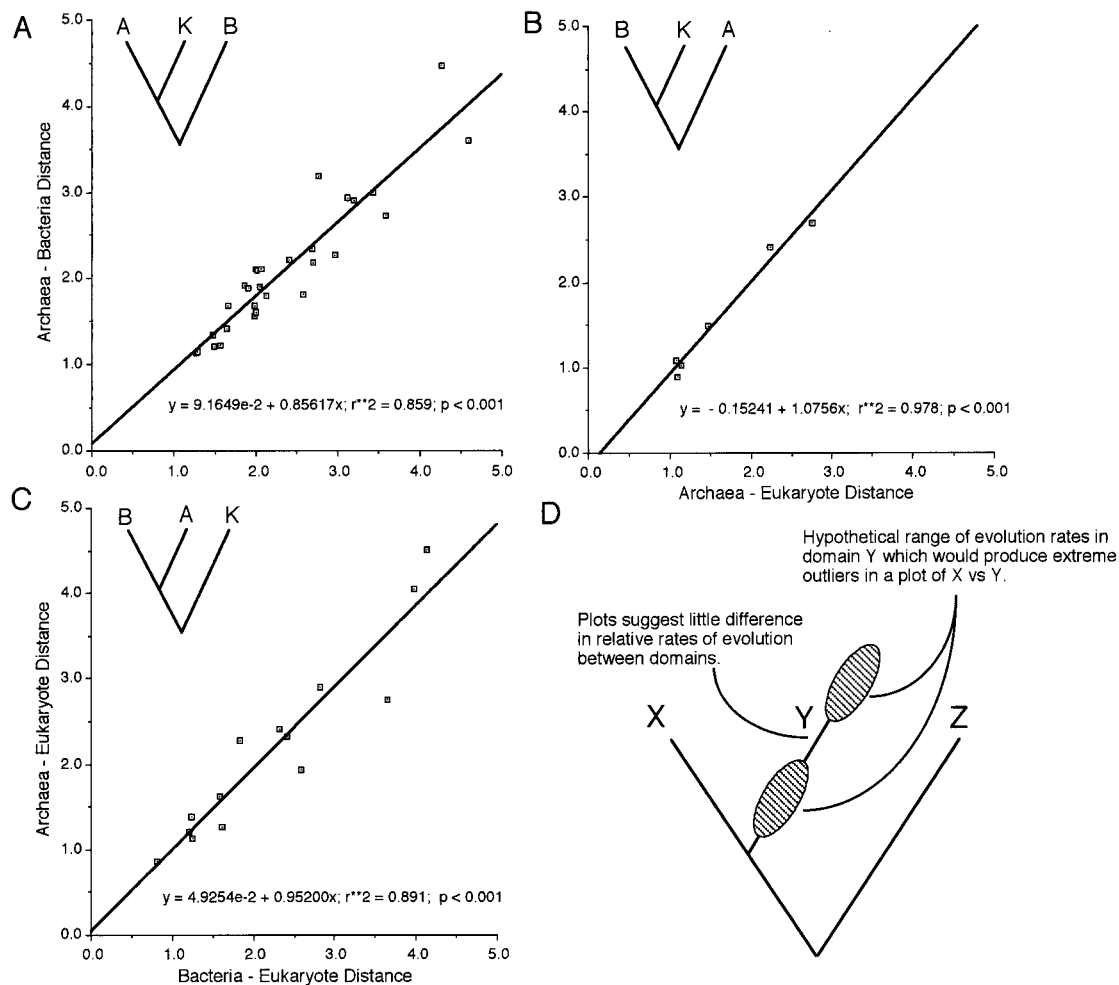 A
A K B
5.0
4.0
3.0
2.0
1.0
0.0
Archaea - Bacteria Distance
y = 9.1649e-2 + 0.85617x; r**2 = 0.859; p < 0.001
0.0 1.0 2.0 3.0 4.0 5.0
B
B K A
5.0
4.0
3.0
2.0
1.0
0.0
y = - 0.15241 + 1.0756x; r**2 = 0.978; p < 0.001
0.0 1.0 2.0 3.0 4.0 5.0
Archaea - Eukaryote Distance
C
B A K
5.0
4.0
3.0
2.0
1.0
0.0
Archaea - Eukaryote Distance
y = 4.9254e-2 + 0.95200x; r**2 = 0.891; p < 0.001
0.0 1.0 2.0 3.0 4.0 5.0
Bacteria - Eukaryote Distance
D
Hypothetical range of evolution rates in
domain Y which would produce extreme
outliers in a plot of X vs Y.
Plots suggest little difference
in relative rates of evolution
between domains.
X Y Z